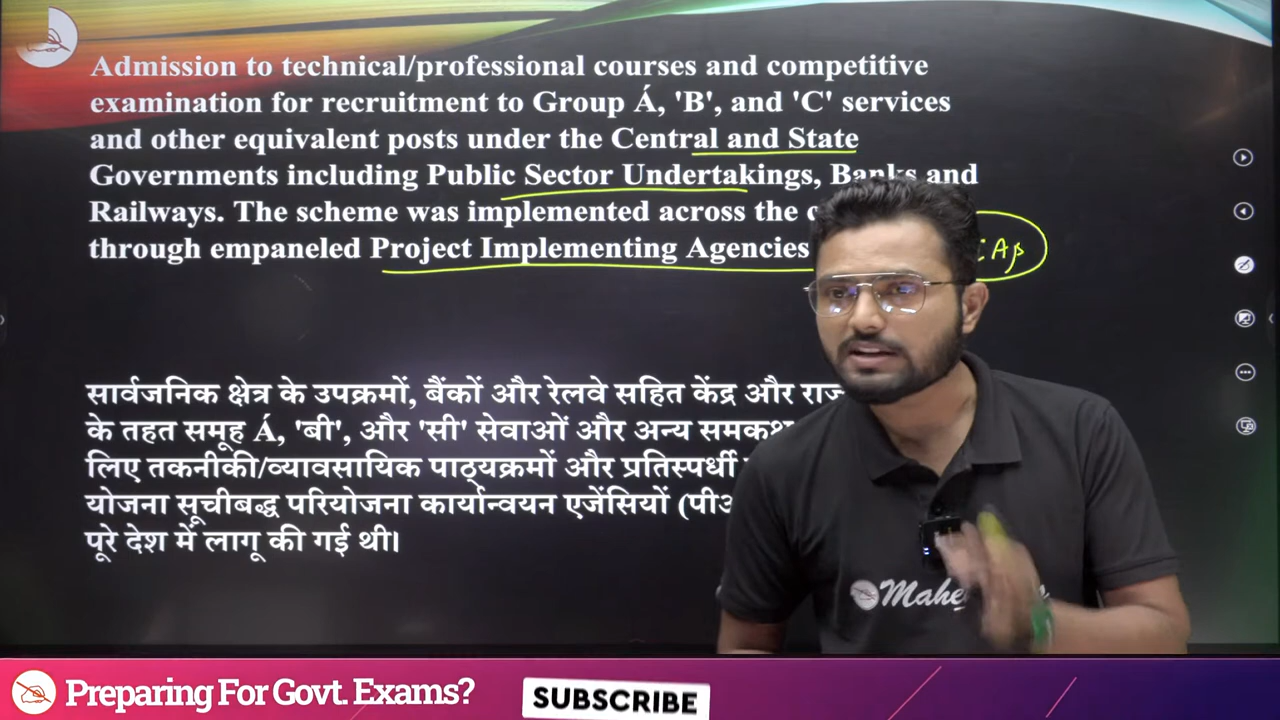 Admission to technical/professional courses and competitive
examination for recruitment to Group Á, 'B', and 'C' services
and other equivalent posts under the Central and State
Governments including Public Sector Undertakings, Banks and
Railways. The scheme was implemented across the
through empaneled Project Implementing Agencies
सार्वजनिक क्षेत्र के उपक्रमों, बैंकों और रेलवे सहित केंद्र और
के तहत समूह Á, 'बी', और 'सी' सेवाओं और अन्य
लिए तकनीकी/व्यावसायिक पाठ्यक्रमों और प्रतिस्पर्धी
योजना सूचीबद्ध परियोजना कार्यान्वयन एजेंसियों
पूरे देश में लागू की गई थी।
Preparing For Govt. Exams?
SUBSCRIBE